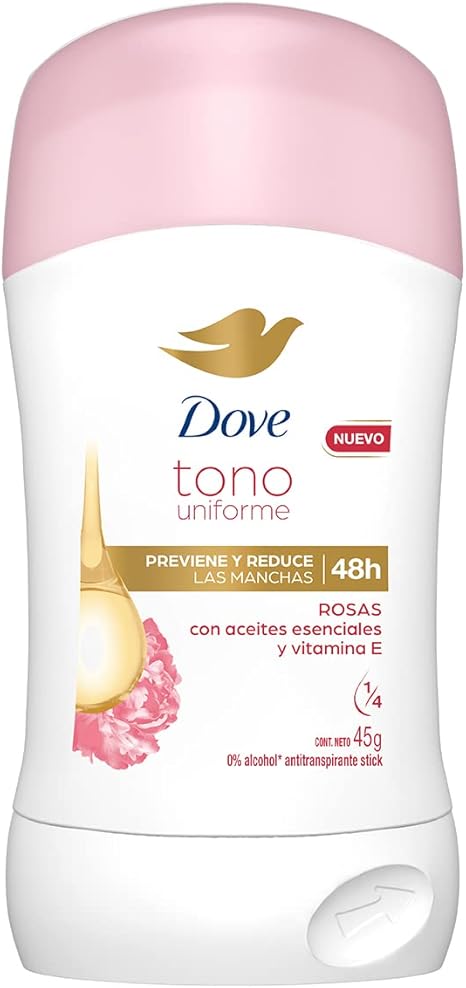 Dove
NUEVO
tono
uniforme
PREVIENE Y REDUCE
LAS MANCHAS
48h
ROSAS
con aceites esenciales
y vitamina E
1/4
CONT. NETO 45g
0% alcohol* antitranspirante stick